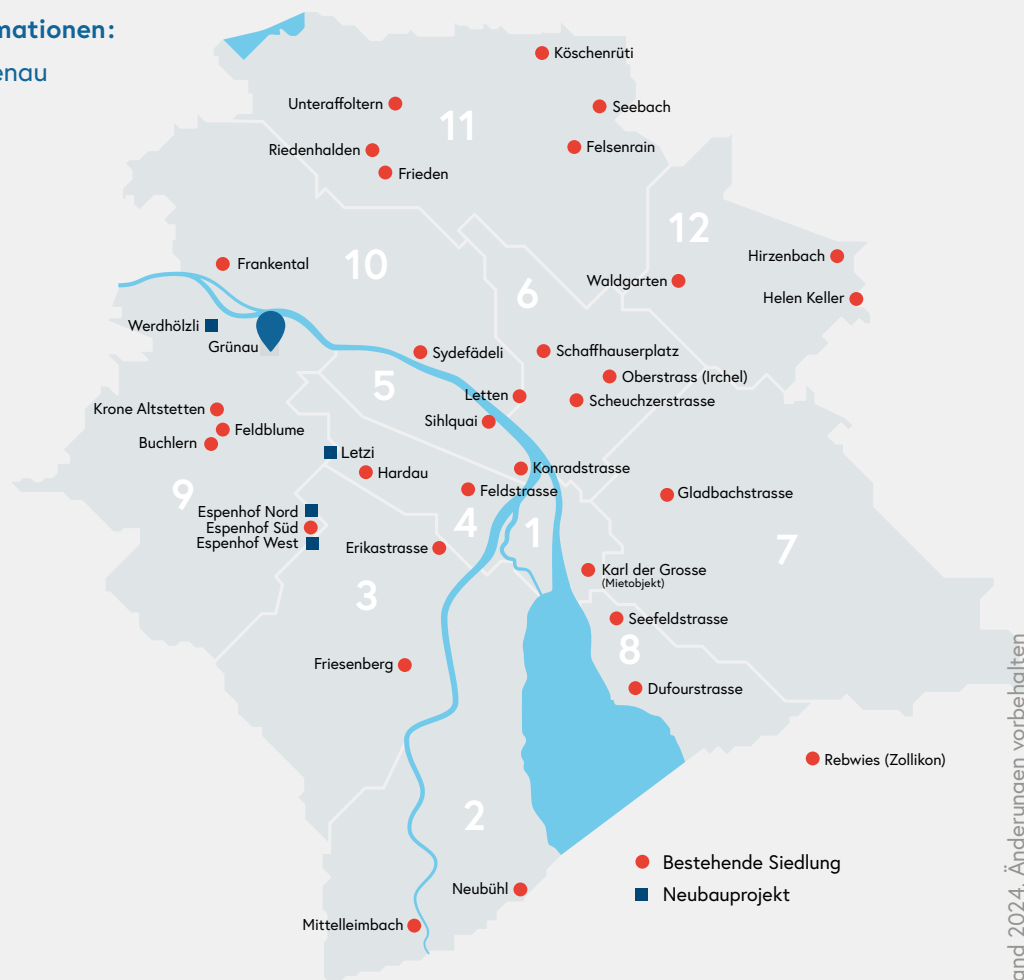 mationen:
enau
Köschenrüti
Unteraffoltern
Seebach
11
Riedenhalden
Felsenrain
Frieden
12
Frankental
10
Hirzenbach
Waldgarten
6
Helen Keller
Werdhölzli
Grünau
Sydefädeli
Schaffhauserplatz
5
Oberstrass (Irchel)
Letten
Scheuchzerstrasse
Krone Altstetten
Sihlquai
Feldblume
Buchlern
Letzi
Hardau
Konradstrasse
9
Feldstrasse
Gladbachstrasse
Espenhof Nord
4
1
Espenhof Süd
Espenhof West
Erikastrasse
7
Karl der Grosse
(Mietobjekt)
3
Seefeldstrasse
8
Friesenberg
Dufourstrasse
Rebwies (Zollikon)
2
Bestehende Siedlung
Neubühl
Neubauprojekt
Mittelleimbach
and 2024. Änderungen vorbehalten